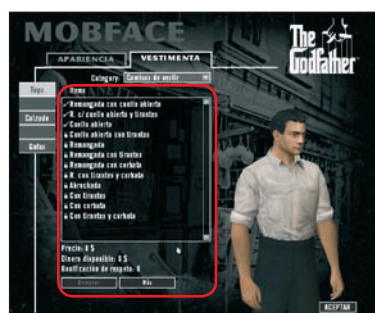 MOBFACE
The Godfather
APARIENCIA VESTIMENTA
Category: Camisas de vestir
Ropa
Items
Remangada con cuello abierto
R. c/ cuello abierto y tirantes
Cuello abierto
Calzado
Cuello abierto con tirantes
Remangada
Remangada con tirantes
Gafas
Remangada con corbata
R. con tirantes y corbata
Abrochada
Con tirantes
Con corbata
Con tirantes y corbata
Precio: 0 $
Dinero disponible: 0 $
Bonificación de respeto: 0
Comprar Más
ACEPTAR